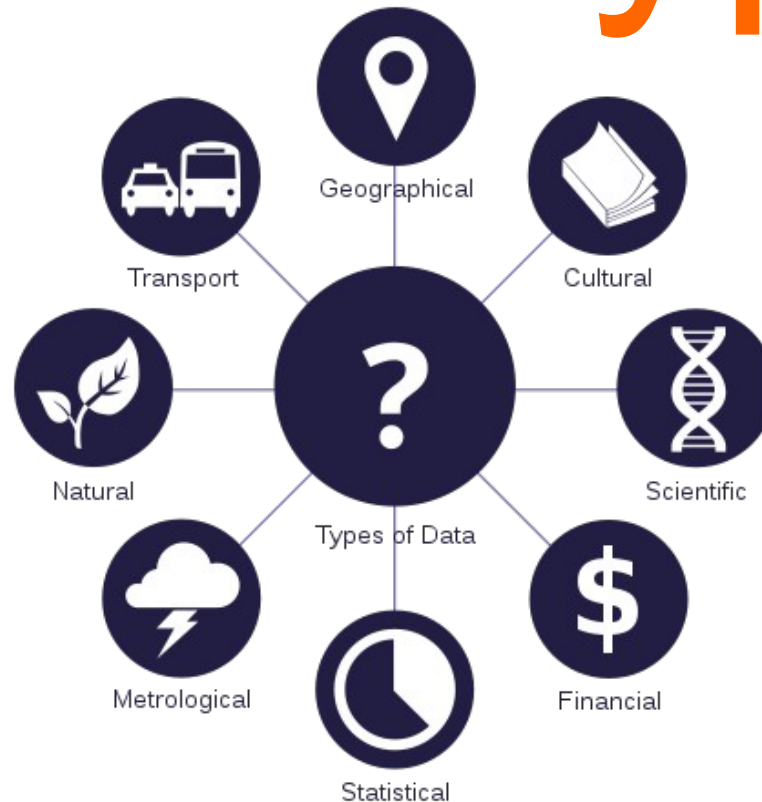 Geographical
Transport
Cultural
?
Natural
Scientific
Types of Data
$
Metrological
Financial
Statistical